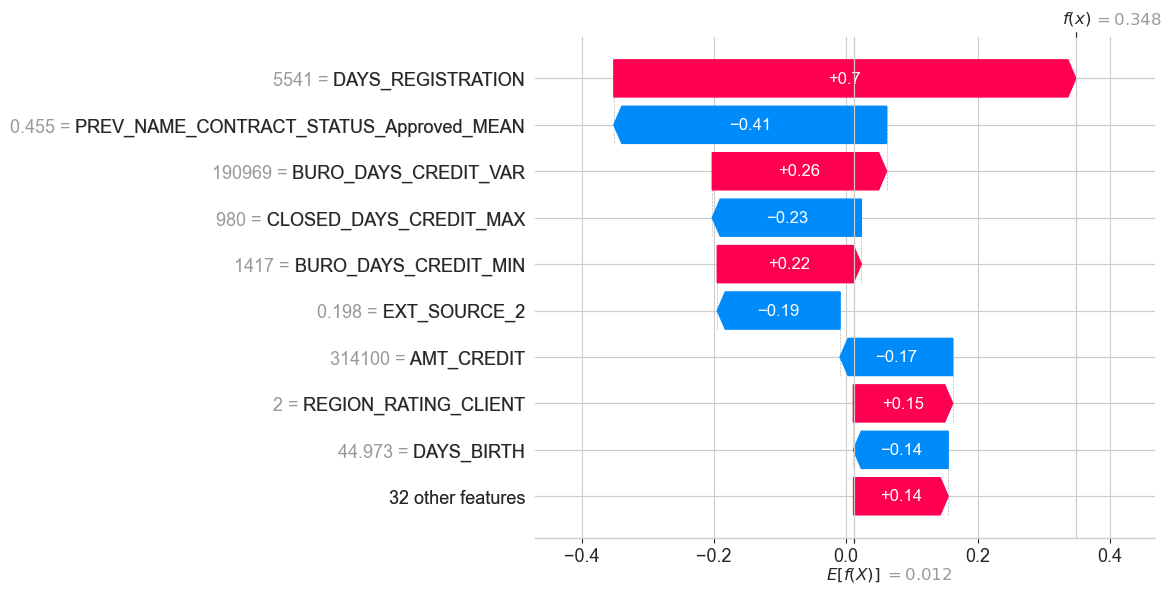 f(x) = 0.348
5541 = DAYS_REGISTRATION
+0.7
0.455 = PREV_NAME_CONTRACT_STATUS_Approved_MEAN
−0.41
190969 = BURO_DAYS_CREDIT_VAR
+0.26
980 = CLOSED_DAYS_CREDIT_MAX
−0.23
1417 = BURO_DAYS_CREDIT_MIN
+0.22
0.198 = EXT_SOURCE_2
−0.19
314100 = AMT_CREDIT
−0.17
2 = REGION_RATING_CLIENT
+0.15
44.973 = DAYS_BIRTH
−0.14
32 other features
+0.14
−0.4 −0.2 0.0 0.2 0.4
E[f(X)] = 0.012